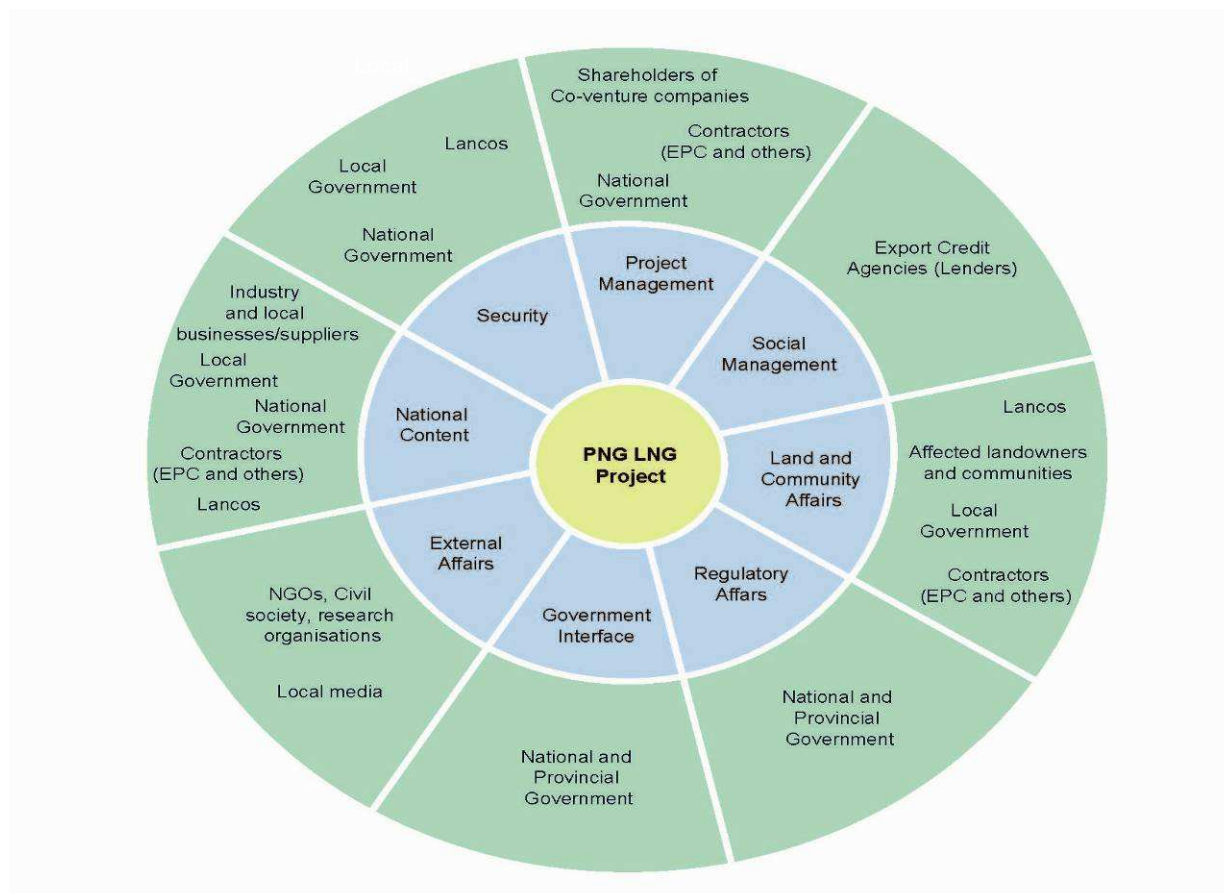 Shareholders of
Co-venture companies
Contractors
(EPC and others)
National
Government
Export Credit
Agencies (Lenders)
Lancos
Affected landowners
and communities
Local
Government
Contractors
(EPC and others)
National and
Provincial
Government
National and
Provincial
Government
NGOs, Civil
society, research
organisations
Local media
Industry
and local
businesses/suppliers
Local
Government
National
Government
Contractors
(EPC and others)
Lancos
Lancos
Local
Government
National
Government
Project
Management
Social
Management
Land and
Community
Affairs
Regulatory
Affars
Government
Interface
External
Affairs
National
Content
Security
PNG LNG
Project